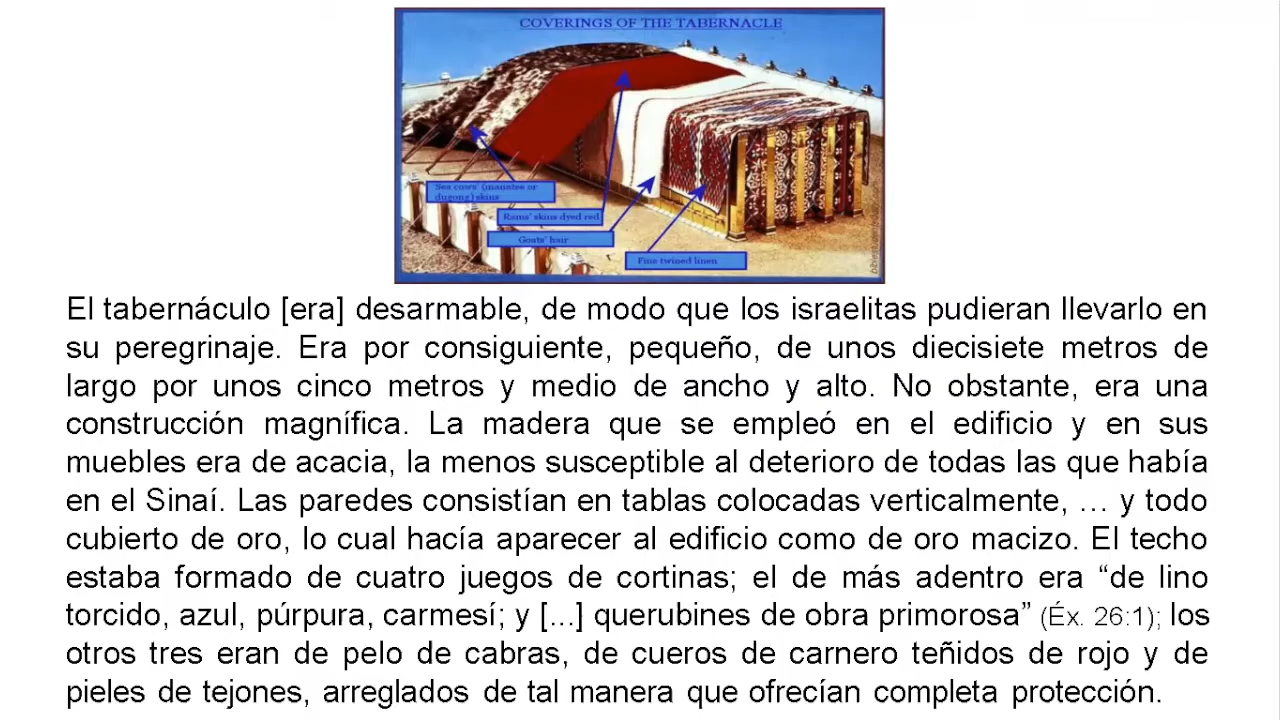 COVERINGS OF THE TABERNACLE
'Sea cows' (manatee or
dugong) skins
Rams' skins dyed red
Goats' hair
Fine twined linen
El tabernáculo [era] desarmable, de modo que los israelitas pudieran llevarlo en
su peregrinaje. Era por consiguiente, pequeño, de unos diecisiete metros de
largo por unos cinco metros y medio de ancho y alto. No obstante, era una
construcción magnífica. La madera que se empleó en el edificio y en sus
muebles era de acacia, la menos susceptible al deterioro de todas las que había
en el Sinaí. Las paredes consistían en tablas colocadas verticalmente, … y todo
cubierto de oro, lo cual hacía aparecer al edificio como de oro macizo. El techo
estaba formado de cuatro juegos de cortinas; el de más adentro era “de lino
torcido, azul, púrpura, carmesí; y [...] querubines de obra primorosa” (Éx. 26:1); los
otros tres eran de pelo de cabras, de cueros de carnero teñidos de rojo y de
pieles de tejones, arreglados de tal manera que ofrecían completa protección.